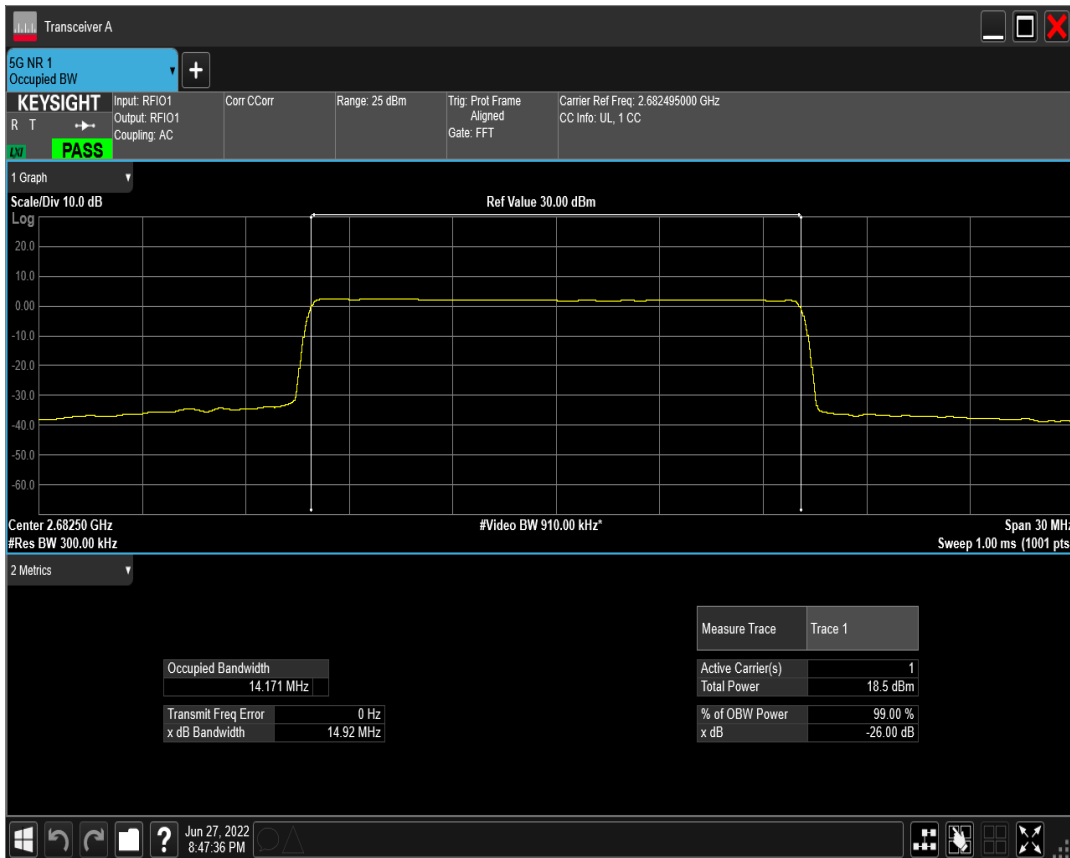 Transceiver A
5G NR 1
Occupied BW
+
KEYSIGHT
R T
LXI
PASS
Input: RFIO1
Output: RFIO1
Coupling: AC
Corr CCorr
Range: 25 dBm
Trig: Prot Frame
Aligned
Gate: FFT
Carrier Ref Freq: 2.682495000 GHz
CC Info: UL, 1 CC
1 Graph
Scale/Div 10.0 dB
Ref Value 30.00 dBm
Log
20.0
10.0
0.00
-10.0
-20.0
-30.0
-40.0
-50.0
-60.0
Center 2.68250 GHz
#Video BW 910.00 kHz*
Span 30 MHz
#Res BW 300.00 kHz
Sweep 1.00 ms (1001 pts
2 Metrics
Measure Trace Trace 1
Occupied Bandwidth
14.171 MHz
Active Carrier(s) 1
Total Power 18.5 dBm
Transmit Freq Error 0 Hz
x dB Bandwidth 14.92 MHz
% of OBW Power 99.00 %
x dB -26.00 dB
?
Jun 27, 2022
8:47:36 PM